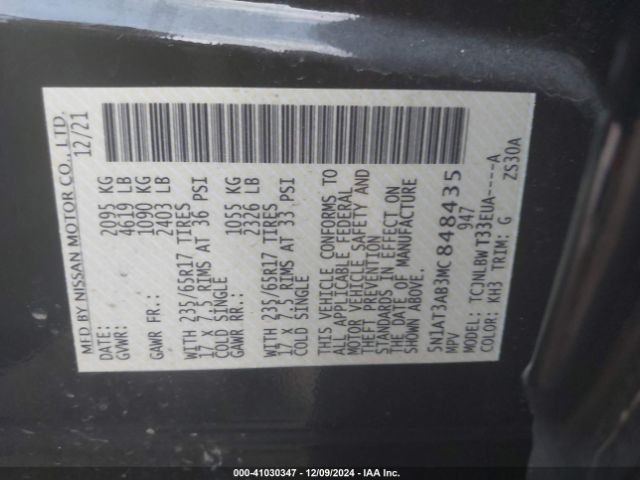 MFD BY NISSAN MOTOR CO., LTD.
DATE: 12/21
GVWR: 2095 KG
4619 LB
GAWR FR.: 1090 KG
2403 LB
WITH 235/65R17 TIRES
17 X 7.5 RIMS AT 36 PSI
COLD SINGLE
GAWR RR.: 1055 KG
2326 LB
WITH 235/65R17 TIRES
17 X 7.5 RIMS AT 33 PSI
COLD SINGLE
THIS VEHICLE CONFORMS TO
ALL APPLICABLE FEDERAL
MOTOR VEHICLE SAFETY AND
THEFT PREVENTION
STANDARDS IN EFFECT ON
THE DATE OF MANUFACTURE
SHOWN ABOVE.
5N1AT3AB3MC848435
MPV 947
MODEL: TCJNLBWT33EUA----A
COLOR: KH3 TRIM: G ZS30A
000-41030347 | 12/09/2024 - IAA Inc.